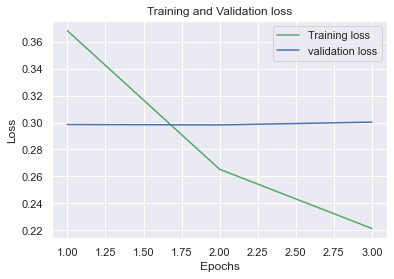 Training and Validation loss
Training loss
validation loss
0.36
0.34
0.32
0.30
0.28
0.26
0.24
0.22
Loss
1.00 1.25 1.50 1.75 2.00 2.25 2.50 2.75 3.00
Epochs